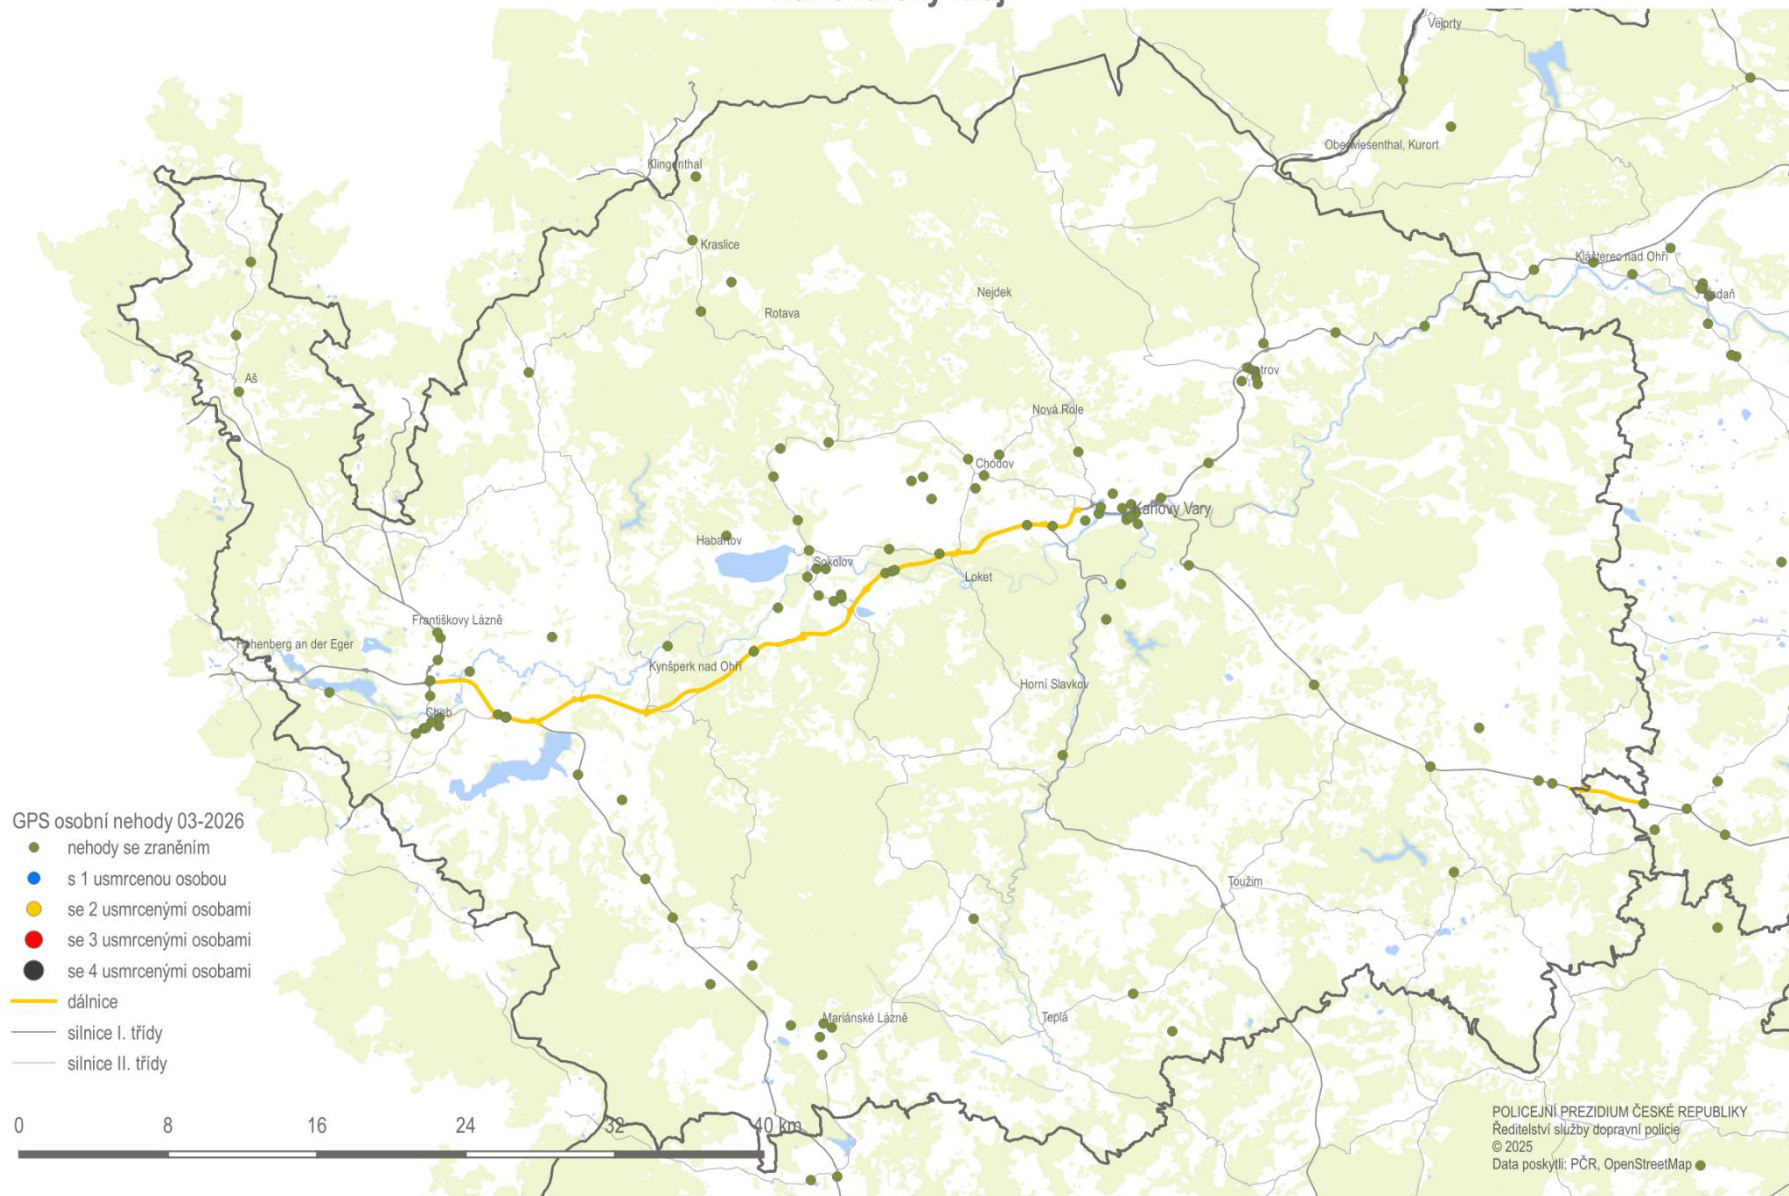 Vejprty
Oberwiesenthal, Kurort
Klingenthal
Kraslice
Klášterec nad Ohří
Kadaň
Nejdek
Rotava
Ostrov
Aš
Nová Role
Chodov
Karlovy Vary
Habartov
Sokolov
Loket
Františkovy Lázně
Hohenberg an der Eger
Kynšperk nad Ohří
Horní Slavkov
Cheb
GPS osobní nehody 03-2026
nehody se zraněním
s 1 usmrcenou osobou
se 2 usmrcenými osobami
se 3 usmrcenými osobami
se 4 usmrcenými osobami
dálnice
silnice I. třídy
silnice II. třídy
Toužim
Mariánské Lázně
Teplá
0 8 16 24 32 40 km
POLICEJNÍ PREZIDIUM ČESKÉ REPUBLIKY
Ředitelství služby dopravní policie
© 2025
Data poskytli: PČR, OpenStreetMap